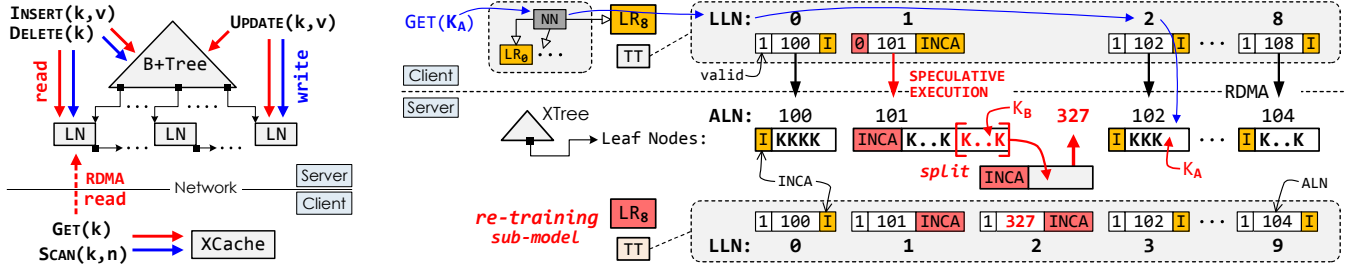 INSERT(k,v)
DELETE(k)
UPDATE(k,v)
B+Tree
read
write
LN
LN
LN
RDMA
read
Network
Server
Client
GET(k)
SCAN(k,n)
XCache
GET(KA)
NN
LR8
LR0
TT
LLN: 0 1 2 8
1 100 I
0 101 INCA
1 102 I
1 108 I
valid
SPECULATIVE
EXECUTION
Client
Server
RDMA
XTree
Leaf Nodes:
ALN: 100 101 327 102 104
I KKKK
INCA K..K K..K
KB
I KKK
I K..K
KA
split
INCA
INCA
ALN
re-training
sub-model
LR8
TT
1 100 I
1 101 INCA
1 327 INCA
1 102 I
1 104 I
LLN: 0 1 2 3 9